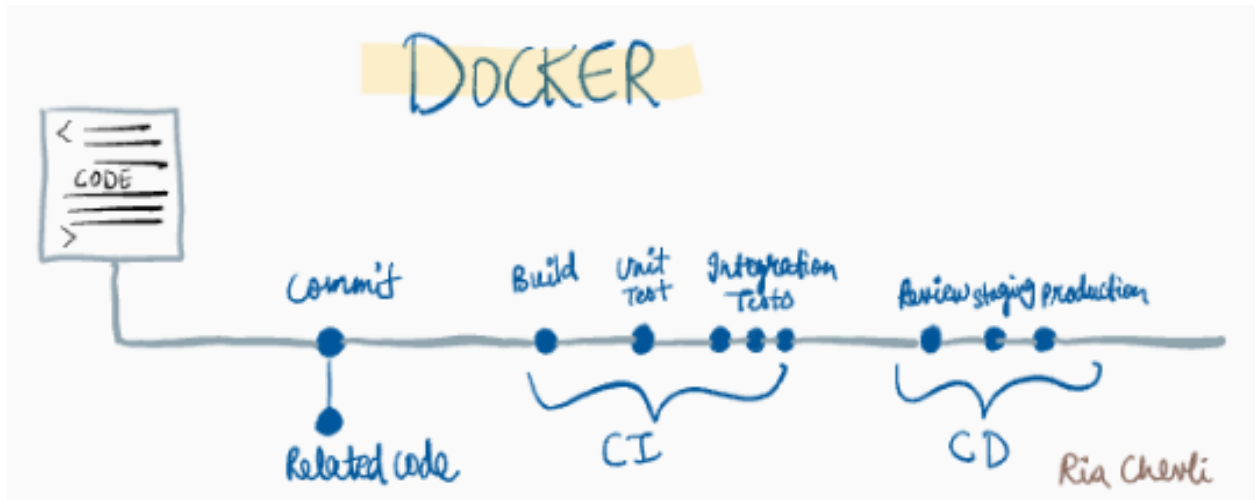 DOCKER
<
CODE
>
Commit
Build
Unit
Test
Integration
Tests
Review staging production
Related code
CI
CD
Ria Chevli